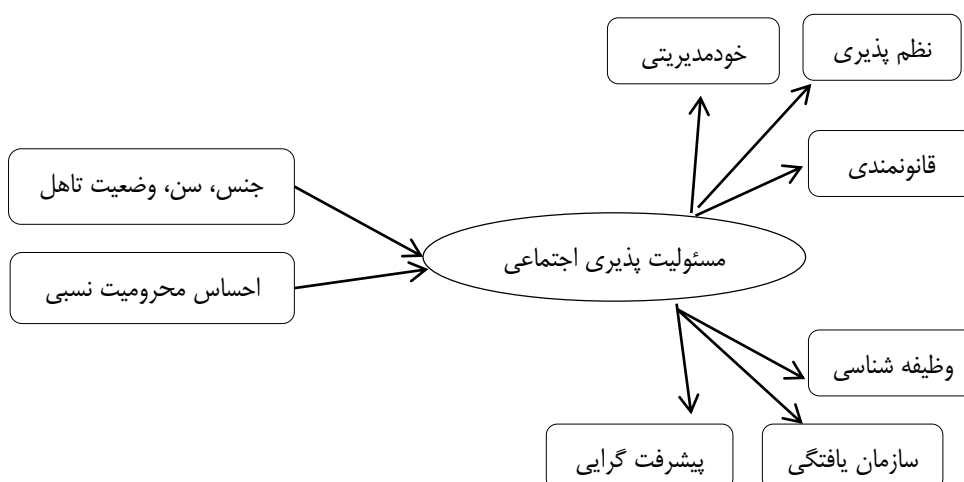 نظم پذیری
خودمدیریتی
قانونمندی
جنس، سن، وضعیت تاهل
مسئولیت پذیری اجتماعی
احساس محرومیت نسبی
وظیفه شناسی
سازمان یافتگی
پیشرفت گرایی